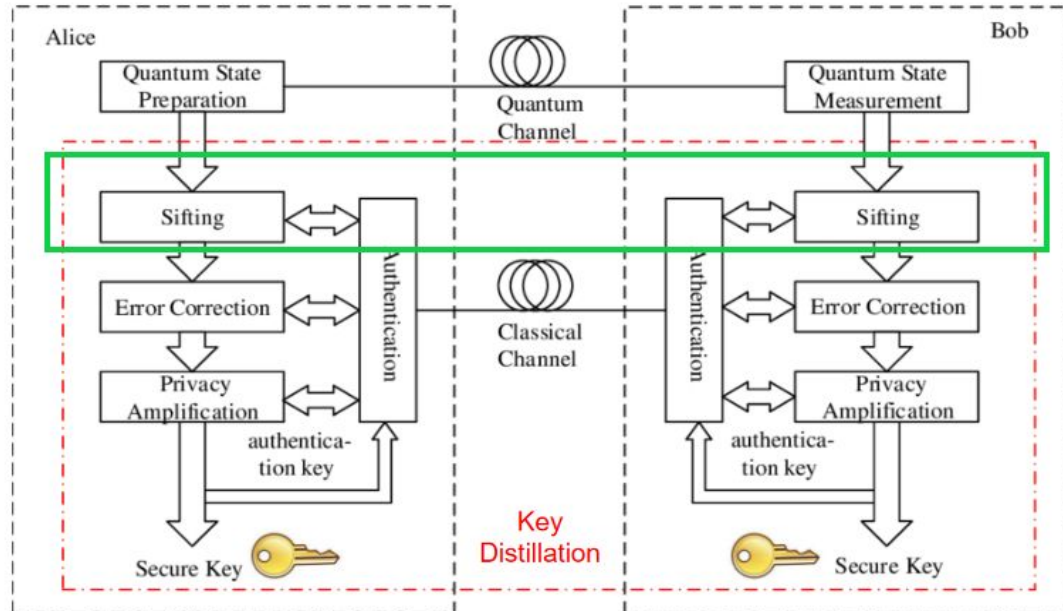 Alice
Bob
Quantum State
Preparation
Quantum
Channel
Quantum State
Measurement
Sifting
Sifting
Authentication
Authentication
Error Correction
Classical
Channel
Error Correction
Privacy
Amplification
Privacy
Amplification
authentica-
tion key
authentica-
tion key
Key
Distillation
Secure Key
Secure Key